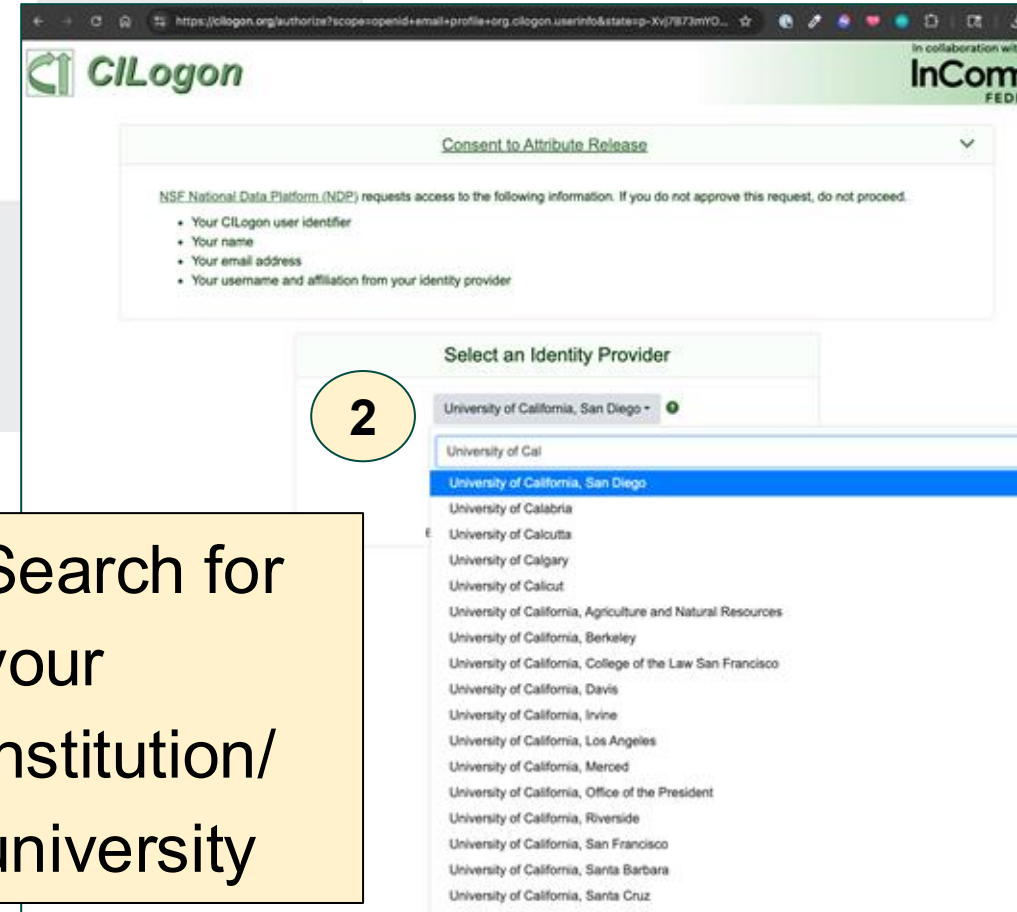 https://cilogon.org/authorize?scope=openid+email+profile+org.cilogon.userinfo&state=p-Xvj7B73mYO...
CILogon
In collaboration wit
InCom
FED
Consent to Attribute Release
NSF National Data Platform (NDP) requests access to the following information. If you do not approve this request, do not proceed.
• Your CILogon user identifier
• Your name
• Your email address
• Your username and affiliation from your identity provider
Select an Identity Provider
2
University of California, San Diego
University of Cal
University of California, San Diego
University of Calabria
E
University of Calcutta
University of Calgary
University of Calicut
University of California, Agriculture and Natural Resources
University of California, Berkeley
University of California, College of the Law San Francisco
University of California, Davis
University of California, Irvine
University of California, Los Angeles
University of California, Merced
University of California, Office of the President
University of California, Riverside
University of California, San Francisco
University of California, Santa Barbara
University of California, Santa Cruz
Search for
your
nstitution/
university